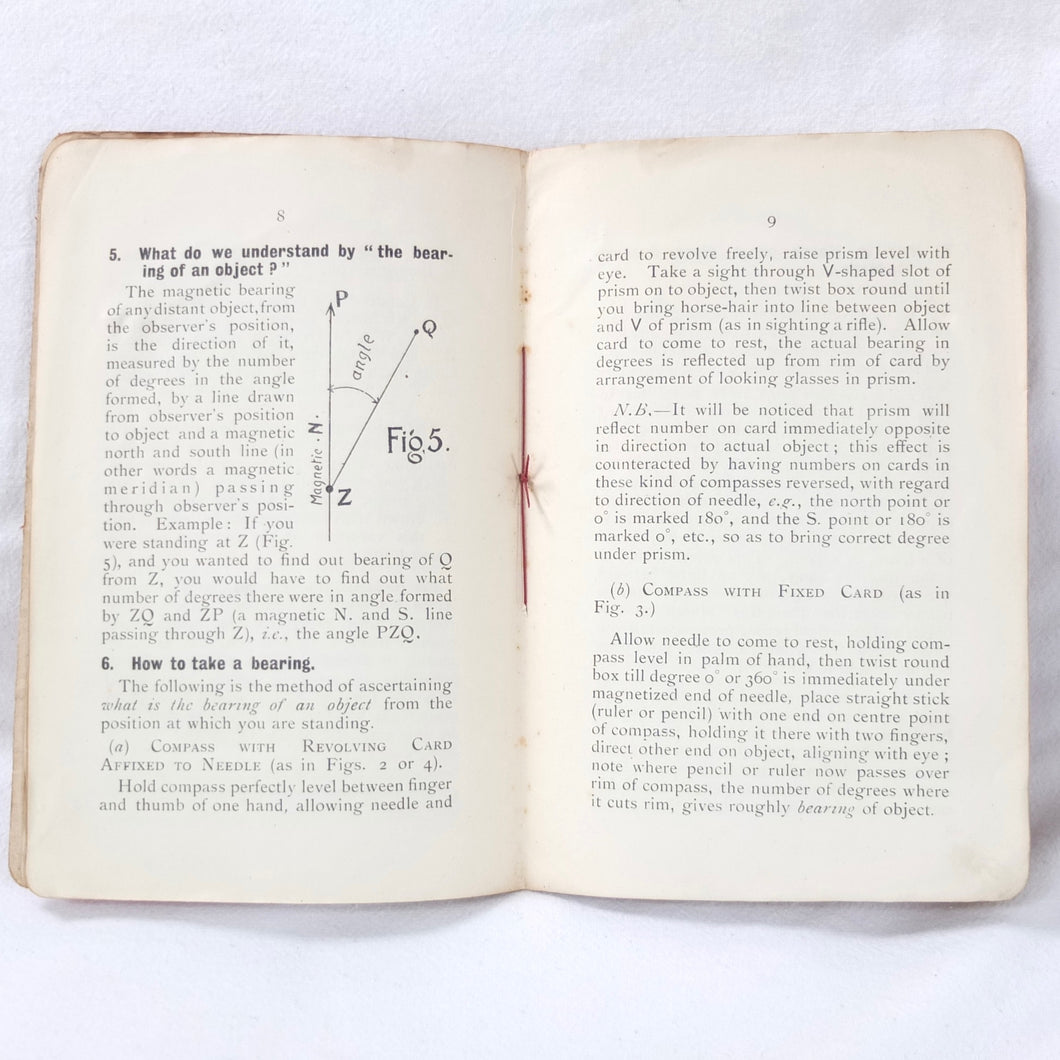 8
5. What do we understand by “the bear-
ing of an object ?”
The magnetic bearing
of any distant object, from
the observer's position,
is the direction of it,
measured by the number
of degrees in the angle
formed, by a line drawn
from observer's position
to object and a magnetic
north and south line (in
other words a magnetic
meridian) passing
through observer's posi-
tion. Example: If you
were standing at Z (Fig.
P
Q
angle
Magnetic . N.
Fig. 5.
Z
5), and you wanted to find out bearing of Q
from Z, you would have to find out what
number of degrees there were in angle formed
by ZQ and ZP (a magnetic N. and S. line
passing through Z), i.e., the angle PZQ.
6. How to take a bearing.
The following is the method of ascertaining
what is the bearing of an object from the
position at which you are standing.
(a) COMPASS WITH REVOLVING CARD
AFFIXED TO NEEDLE (as in Figs. 2 or 4).
Hold compass perfectly level between finger
and thumb of one hand, allowing needle and
9
card to revolve freely, raise prism level with
eye. Take a sight through V-shaped slot of
prism on to object, then twist box round until
you bring horse-hair into line between object
and V of prism (as in sighting a rifle). Allow
card to come to rest, the actual bearing in
degrees is reflected up from rim of card by
arrangement of looking glasses in prism.
N.B.—It will be noticed that prism will
reflect number on card immediately opposite
in direction to actual object; this effect is
counteracted by having numbers on cards in
these kind of compasses reversed, with regard
to direction of needle, e.g., the north point or
0° is marked 180°, and the S. point or 180° is
marked 0°, etc., so as to bring correct degree
under prism.
(b) COMPASS WITH FIXED CARD (as in
Fig. 3.)
Allow needle to come to rest, holding com-
pass level in palm of hand, then twist round
box till degree 0° or 360° is immediately under
magnetized end of needle, place straight stick
(ruler or pencil) with one end on centre point
of compass, holding it there with two fingers,
direct other end on object, aligning with eye;
note where pencil or ruler now passes over
rim of compass, the number of degrees where
it cuts rim, gives roughly bearing of object.